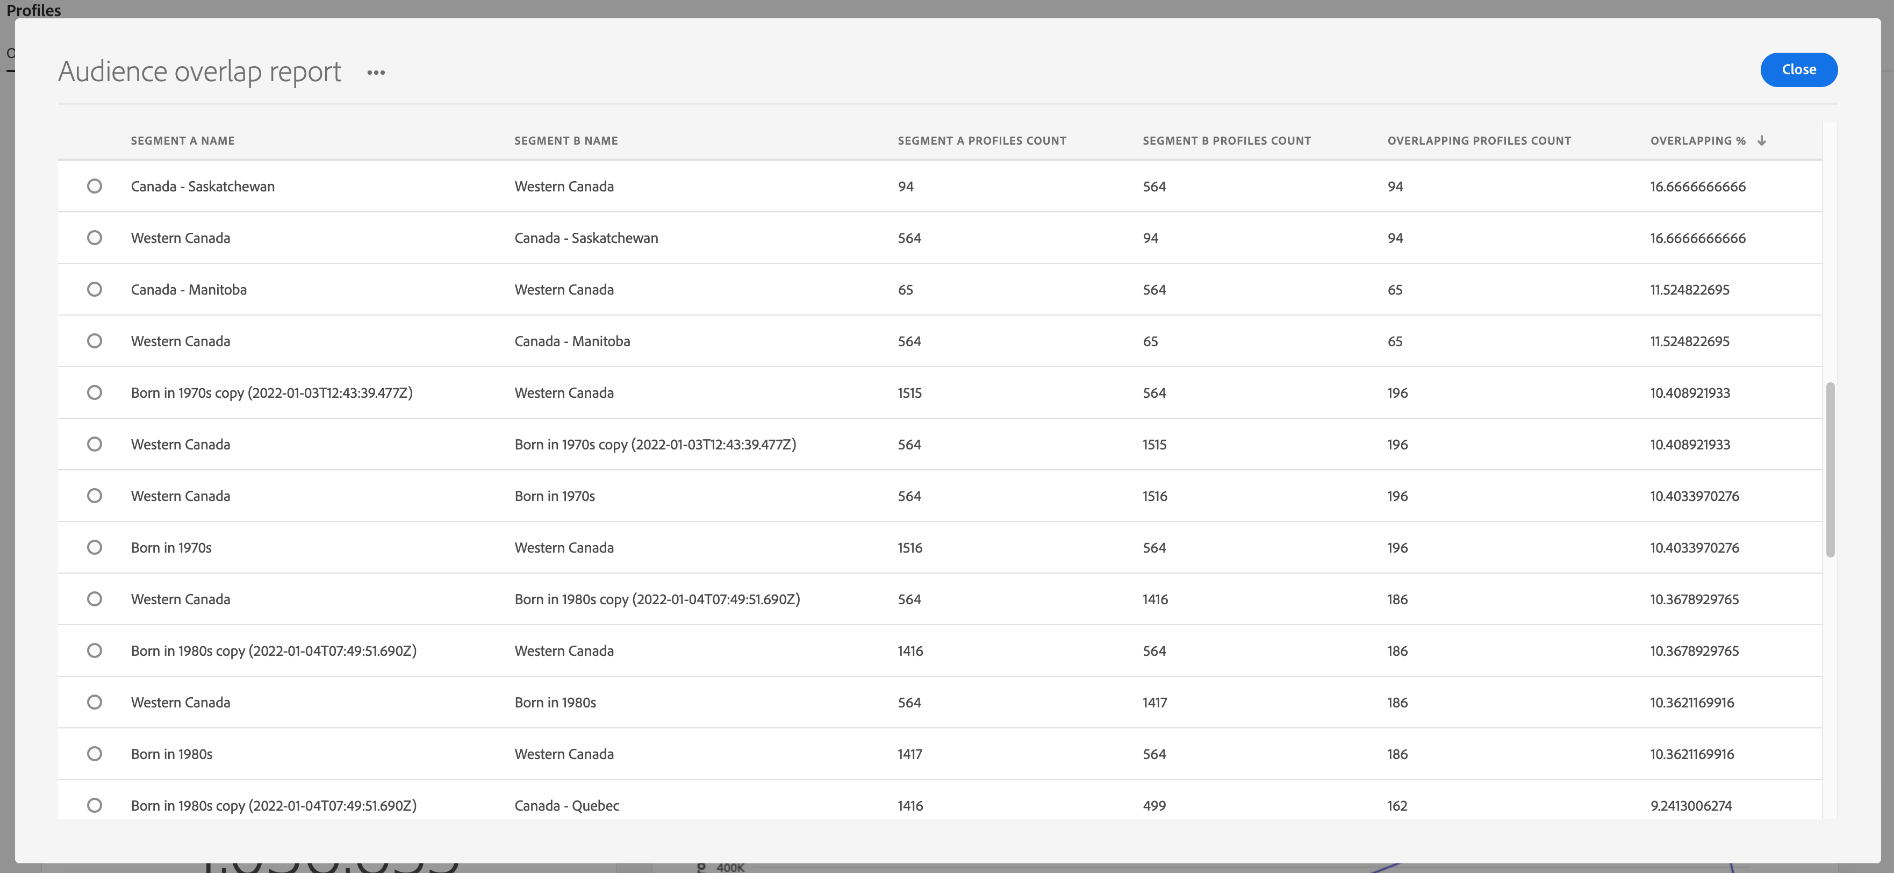 Profiles
Audience overlap report •••
Close
SEGMENT A NAME SEGMENT B NAME SEGMENT A PROFILES COUNT SEGMENT B PROFILES COUNT OVERLAPPING PROFILES COUNT OVERLAPPING % ↓
Canada - Saskatchewan Western Canada 94 564 94 16.6666666666
Western Canada Canada - Saskatchewan 564 94 94 16.6666666666
Canada - Manitoba Western Canada 65 564 65 11.524822695
Western Canada Canada - Manitoba 564 65 65 11.524822695
Born in 1970s copy (2022-01-03T12:43:39.477Z) Western Canada 1515 564 196 10.408921933
Western Canada Born in 1970s copy (2022-01-03T12:43:39.477Z) 564 1515 196 10.408921933
Western Canada Born in 1970s 564 1516 196 10.4033970276
Born in 1970s Western Canada 1516 564 196 10.4033970276
Western Canada Born in 1980s copy (2022-01-04T07:49:51.690Z) 564 1416 186 10.3678929765
Born in 1980s copy (2022-01-04T07:49:51.690Z) Western Canada 1416 564 186 10.3678929765
Western Canada Born in 1980s 564 1417 186 10.3621169916
Born in 1980s Western Canada 1417 564 186 10.3621169916
Born in 1980s copy (2022-01-04T07:49:51.690Z) Canada - Quebec 1416 499 162 9.2413006274
400K